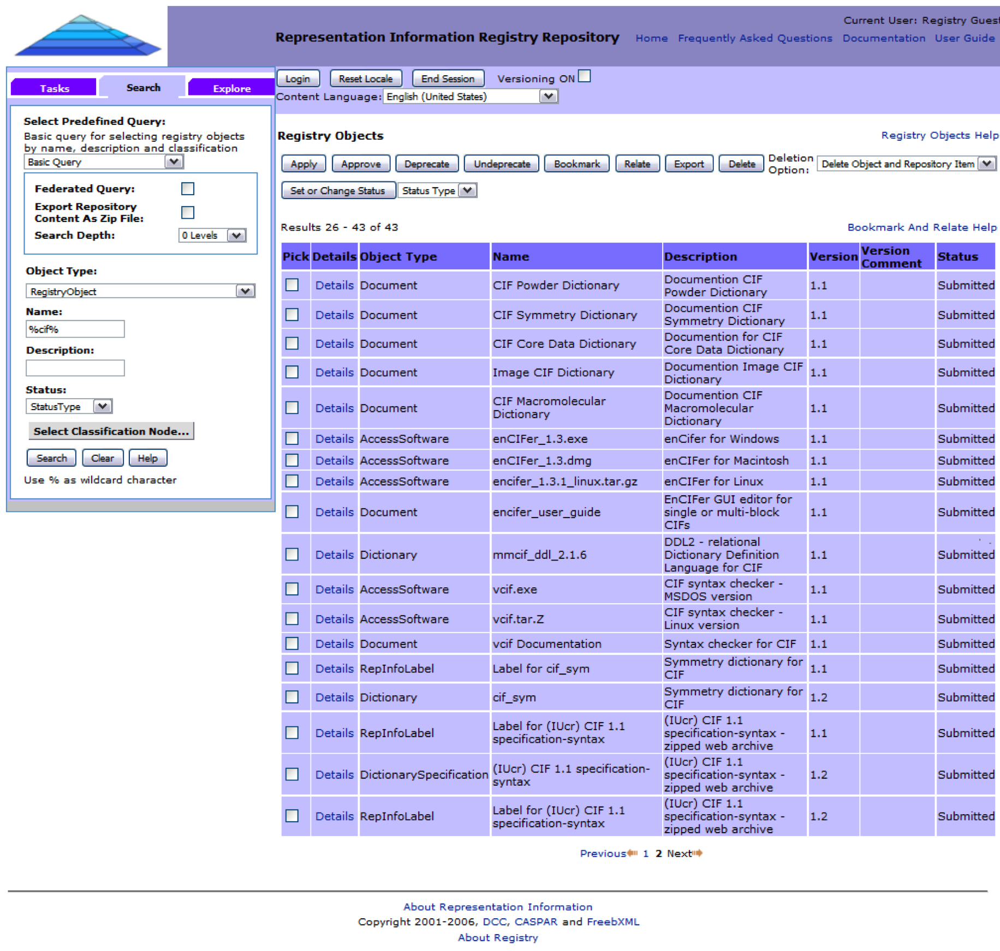 Current User: Registry Guest
Representation Information Registry Repository Home Frequently Asked Questions Documentation User Guide
Tasks Search Explore
Login Reset Locale End Session Versioning ON
Content Language: English (United States)
Select Predefined Query:
Basic query for selecting registry objects
by name, description and classification
Basic Query
Federated Query:
Export Repository
Content As Zip File:
Search Depth: 0 Levels
Object Type:
RegistryObject
Name:
%cif%
Description:
Status:
StatusType
Select Classification Node...
Search Clear Help
Use % as wildcard character
Registry Objects Registry Objects Help
Apply Approve Deprecate Undeprecate Bookmark Relate Export Delete Deletion Option: Delete Object and Repository Item
Set or Change Status Status Type
Results 26 - 43 of 43 Bookmark And Relate Help
Pick Details Object Type Name Description Version Version Comment Status
Details Document CIF Powder Dictionary Documention CIF Powder Dictionary 1.1 Submitted
Details Document CIF Symmetry Dictionary Documention CIF Symmetry Dictionary 1.1 Submitted
Details Document CIF Core Data Dictionary Documention for CIF Core Data Dictionary 1.1 Submitted
Details Document Image CIF Dictionary Documention Image CIF Dictionary 1.1 Submitted
Details Document CIF Macromolecular Dictionary Documention CIF Macromolecular Dictionary 1.1 Submitted
Details AccessSoftware enCIFer_1.3.exe enCifer for Windows 1.1 Submitted
Details AccessSoftware enCIFer_1.3.dmg enCIFer for Macintosh 1.1 Submitted
Details AccessSoftware encifer_1.3.1_linux.tar.gz enCIFer for Linux 1.1 Submitted
Details Document encifer_user_guide EnCIFer GUI editor for single or multi-block CIFs 1.1 Submitted
Details Dictionary mmcif_ddl_2.1.6 DDL2 - relational Dictionary Definition Language for CIF 1.1 Submitted
Details AccessSoftware vcif.exe CIF syntax checker - MSDOS version 1.1 Submitted
Details AccessSoftware vcif.tar.Z CIF syntax checker - Linux version 1.1 Submitted
Details Document vcif Documentation Syntax checker for CIF 1.1 Submitted
Details RepInfoLabel Label for cif_sym Symmetry dictionary for CIF 1.1 Submitted
Details Dictionary cif_sym Symmetry dictionary for CIF 1.2 Submitted
Details RepInfoLabel Label for (IUcr) CIF 1.1 specification-syntax (IUcr) CIF 1.1 specification-syntax - zipped web archive 1.1 Submitted
Details DictionarySpecification (IUcr) CIF 1.1 specification-syntax (IUcr) CIF 1.1 specification-syntax - zipped web archive 1.2 Submitted
Details RepInfoLabel Label for (IUcr) CIF 1.1 specification-syntax (IUcr) CIF 1.1 specification-syntax - zipped web archive 1.2 Submitted
Previous 1 2 Next
About Representation Information
Copyright 2001-2006, DCC, CASPAR and FreebXML
About Registry